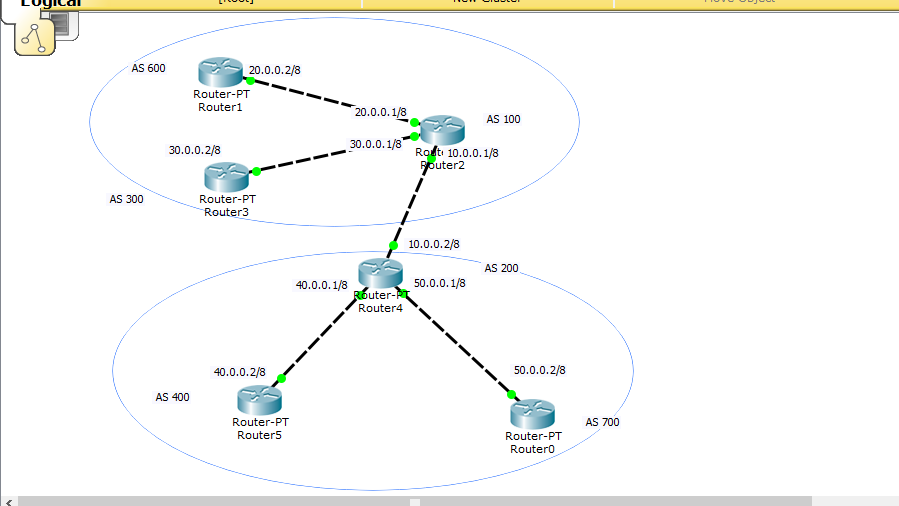 Logical
[Root]
New Cluster
Move Object
AS 600
20.0.0.2/8
Router-PT
Router1
20.0.0.1/8
AS 100
30.0.0.1/8
10.0.0.1/8
Router2
30.0.0.2/8
Router-PT
Router3
AS 300
10.0.0.2/8
AS 200
40.0.0.1/8
50.0.0.1/8
Router-PT
Router4
40.0.0.2/8
50.0.0.2/8
AS 400
Router-PT
Router5
Router-PT
Router0
AS 700